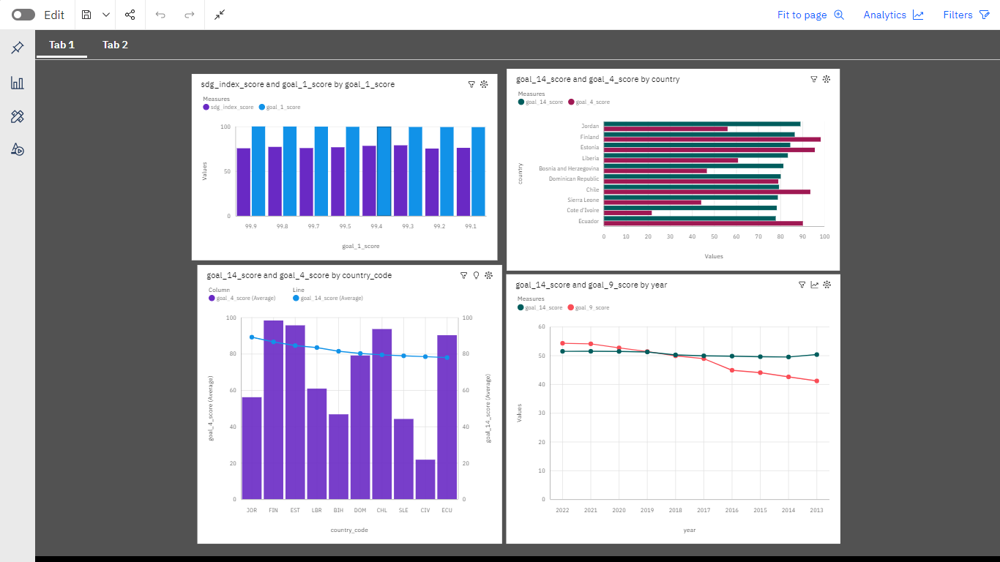 Edit
Fit to page
Analytics
Filters
Tab 1
Tab 2
sdg_index_score and goal_1_score by goal_1_score
Measures
sdg_index_score goal_1_score
Values
100
50
0
99.9 99.8 99.7 99.5 99.4 99.3 99.2 99.1
goal_1_score
goal_14_score and goal_4_score by country
Measures
goal_14_score goal_4_score
country
Jordan
Finland
Estonia
Liberia
Bosnia and Herzegovina
Dominican Republic
Chile
Sierra Leone
Cote d'Ivoire
Ecuador
0 10 20 30 40 50 60 70 80 90 100
Values
goal_14_score and goal_4_score by country_code
Column Line
goal_4_score (Average) goal_14_score (Average)
goal_4_score (Average)
100 100
80 80
60 60
40 40
20 20
0 0
goal_14_score (Average)
JOR FIN EST LBR BIH DOM CHL SLE CIV ECU
country_code
goal_14_score and goal_9_score by year
Measures
goal_14_score goal_9_score
Values
60
50
40
30
20
10
0
2022 2021 2020 2019 2018 2017 2016 2015 2014 2013
year